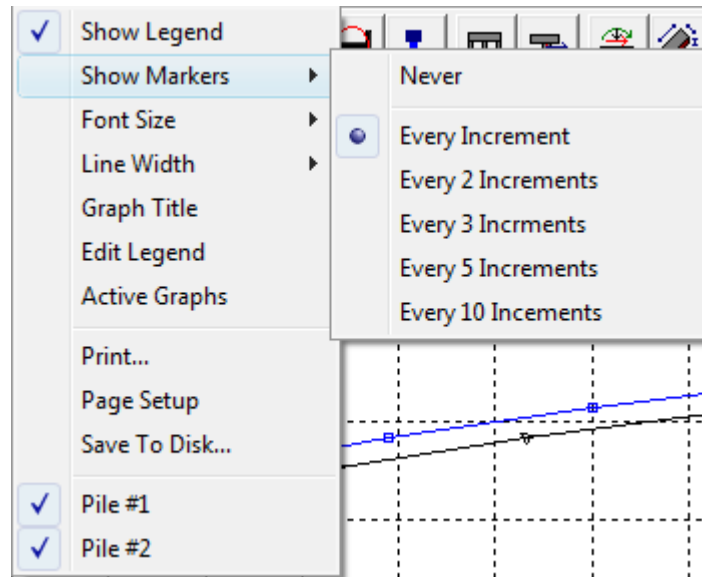 Show Legend
Show Markers
Font Size
Line Width
Graph Title
Edit Legend
Active Graphs
Print...
Page Setup
Save To Disk...
Pile #1
Pile #2
Never
Every Increment
Every 2 Increments
Every 3 Incrments
Every 5 Increments
Every 10 Incements